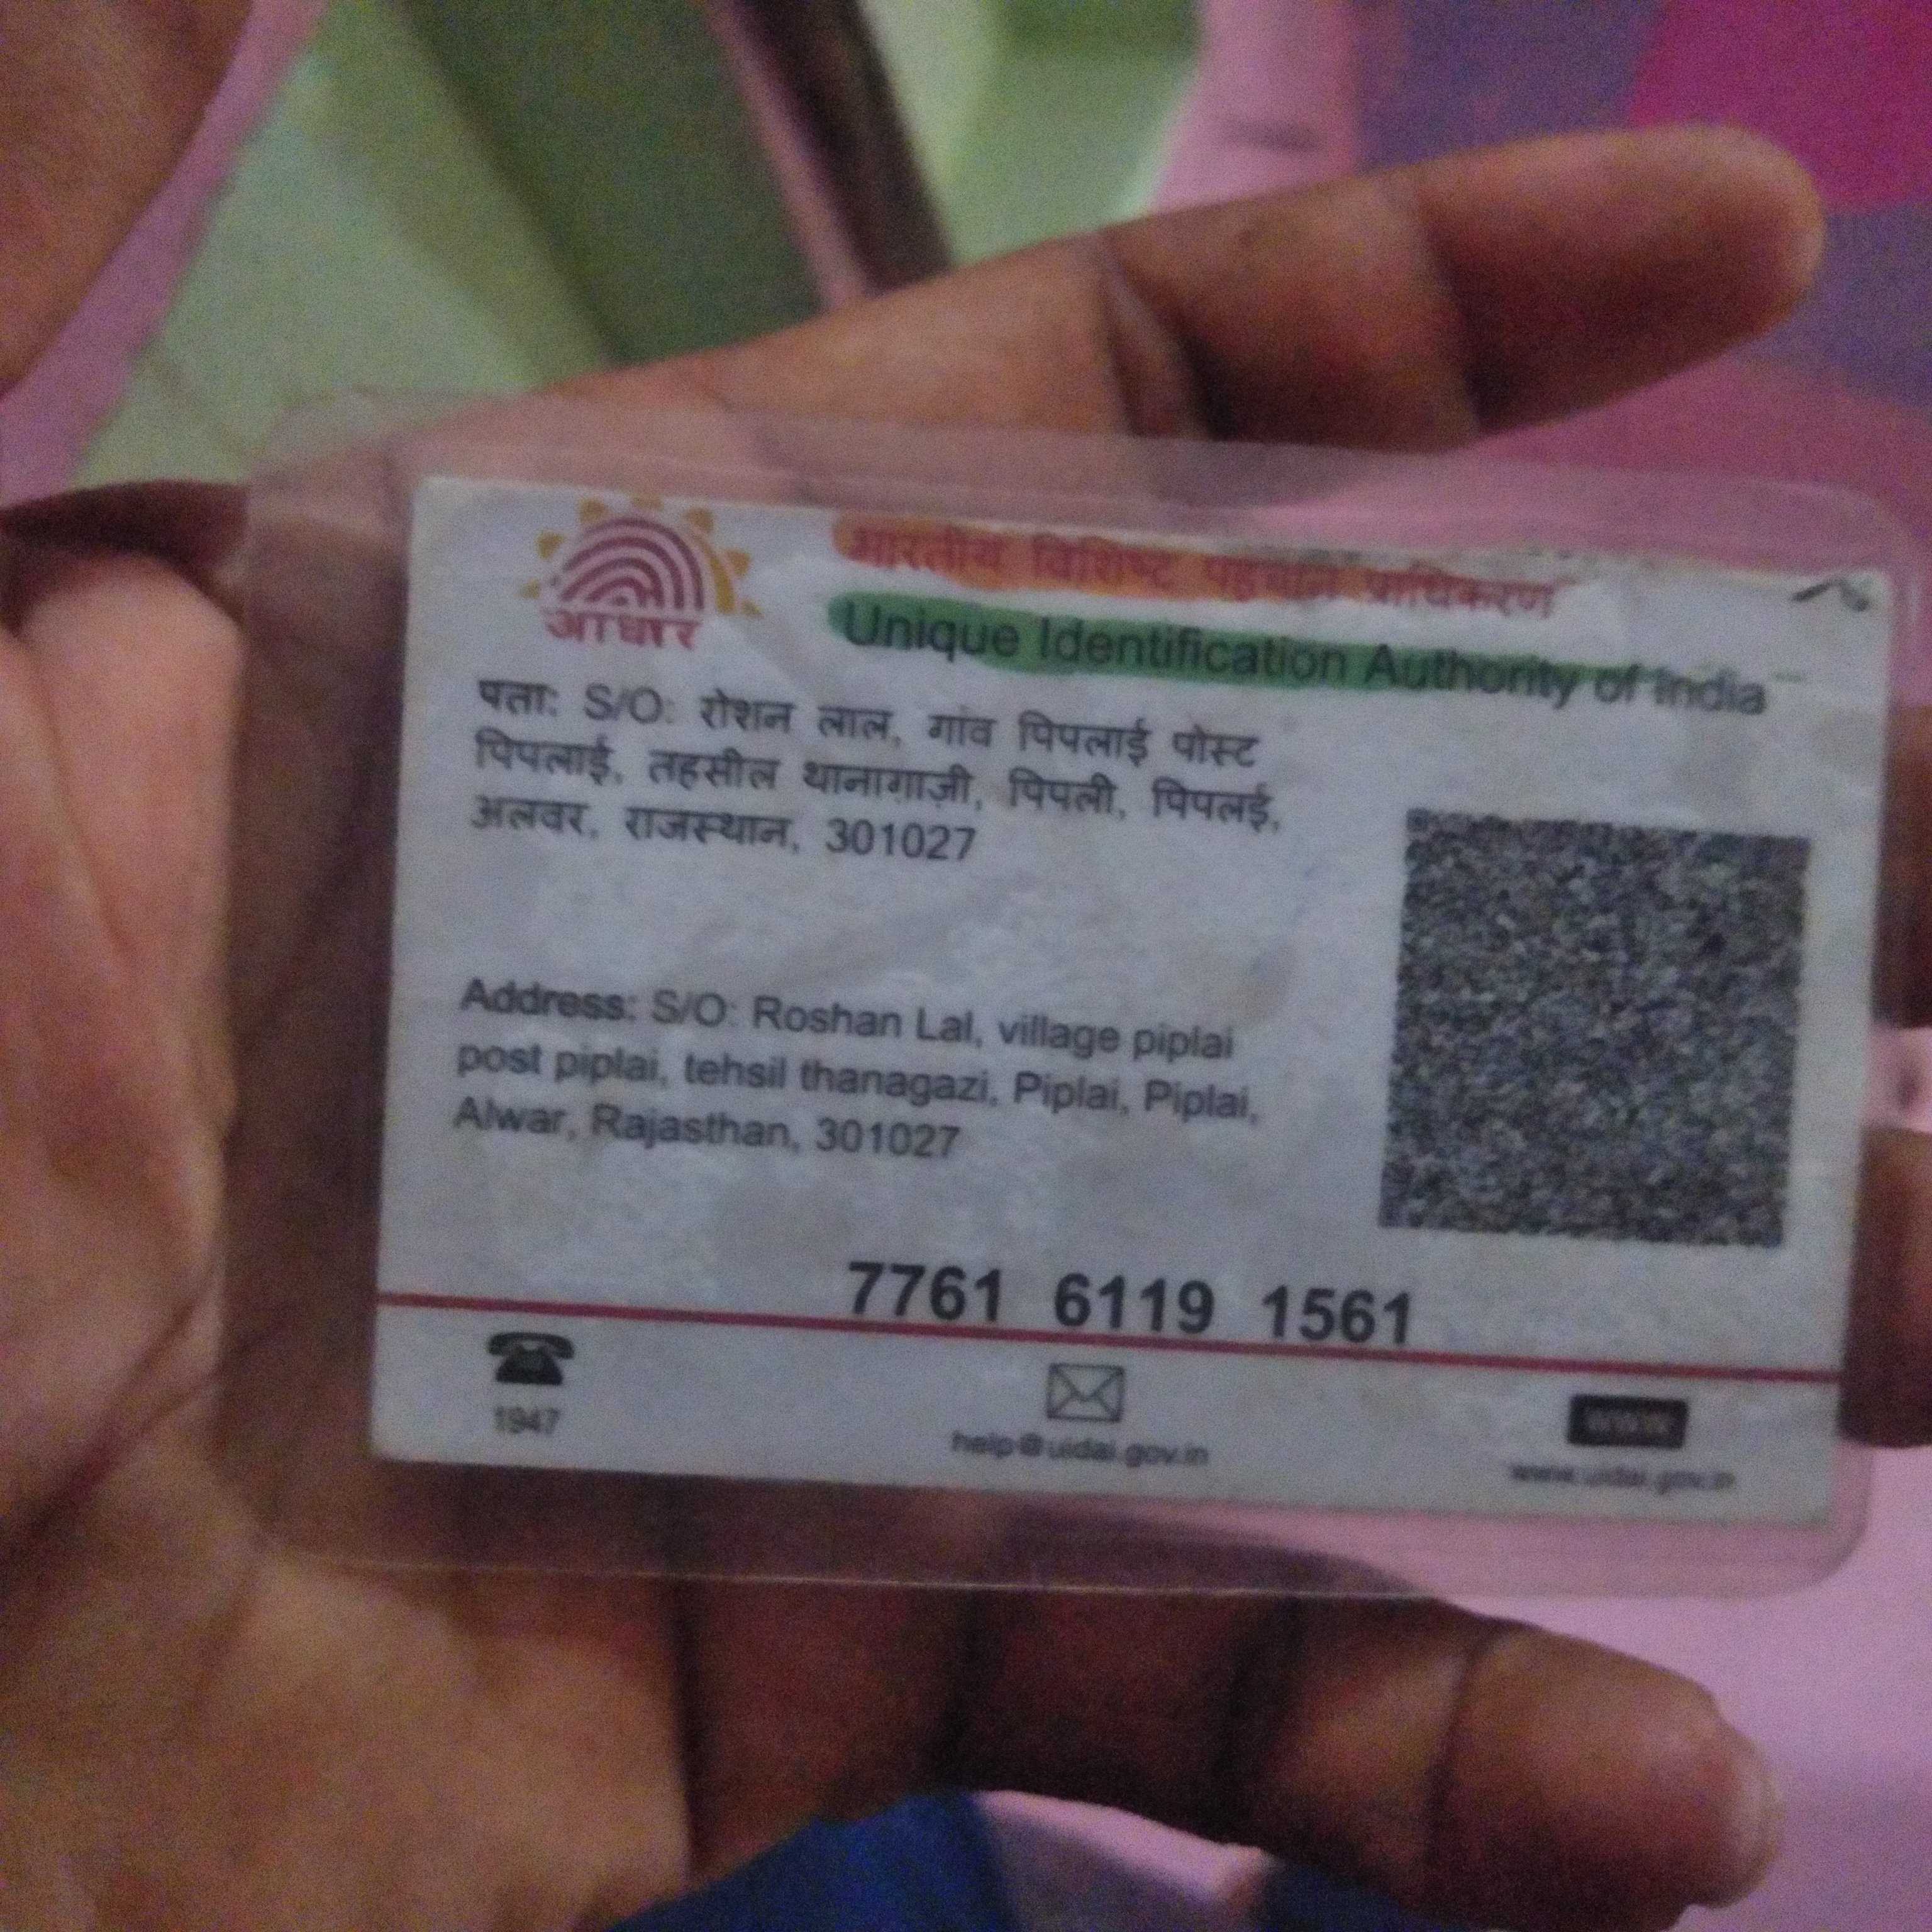 आधार
भारतीय विशिष्ट पहचान प्राधिकरण
Unique Identification Authority of India
पता: S/O: रोशन लाल, गांव पिपलाई पोस्ट
पिपलाई, तहसील थानागाज़ी, पिपली, पिपलई,
अलवर, राजस्थान, 301027
Address: S/O: Roshan Lal, village piplai
post piplai, tehsil thanagazi, Piplai, Piplai,
Alwar, Rajasthan, 301027
7761 6119 1561
1947
help@uidai.gov.in
www
www.uidai.gov.in